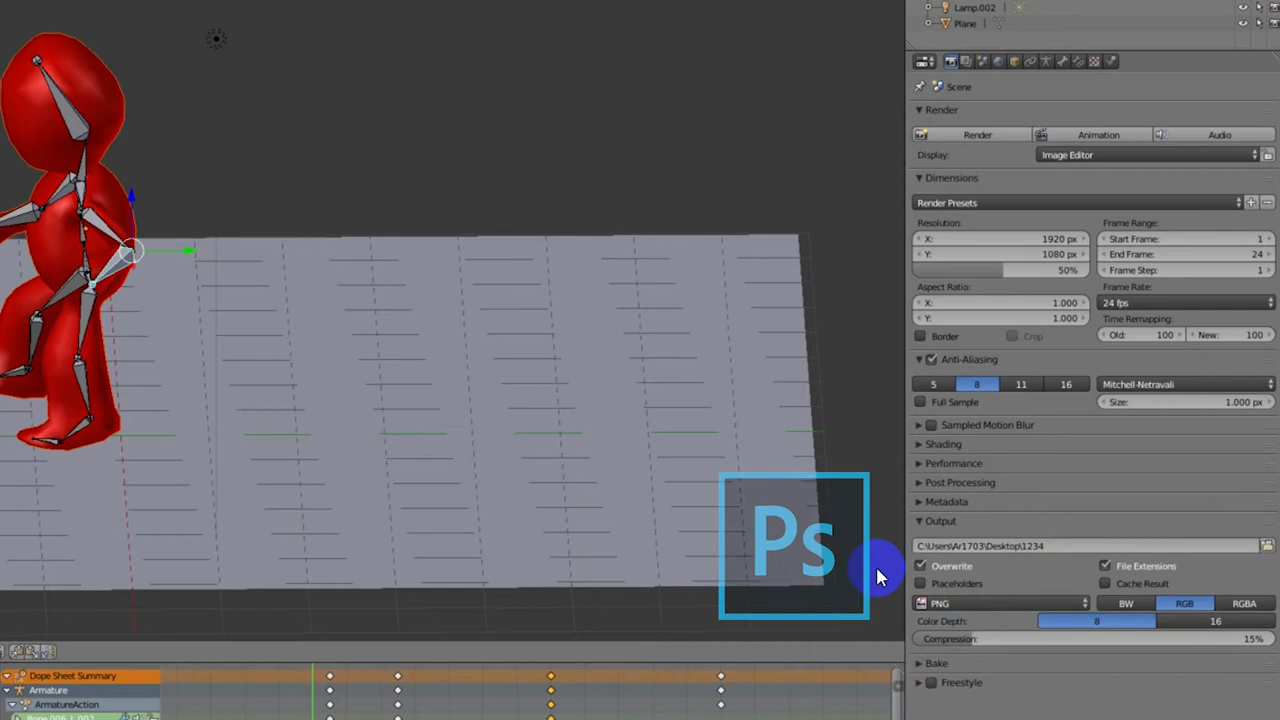 Lamp.002
Plane
Scene
Render
Render Animation Audio
Display: Image Editor
Dimensions
Render Presets
Resolution: Frame Range:
X: 1920 px Start Frame: 1
Y: 1080 px End Frame: 24
50% Frame Step: 1
Aspect Ratio: Frame Rate:
X: 1.000 24 fps
Y: 1.000 Time Remapping:
Border Crop Old: 100 New: 100
Anti-Aliasing
5 8 11 16 Mitchell-Netravali
Full Sample Size: 1.000 px
Sampled Motion Blur
Shading
Performance
Post Processing
Metadata
Output
C:\Users\Ar1703\Desktop\1234
Overwrite File Extensions
Placeholders Cache Result
PNG BW RGB RGBA
Color Depth: 8 16
Compression: 15%
Bake
Freestyle
Ps
Dope Sheet Summary
Armature
ArmatureAction